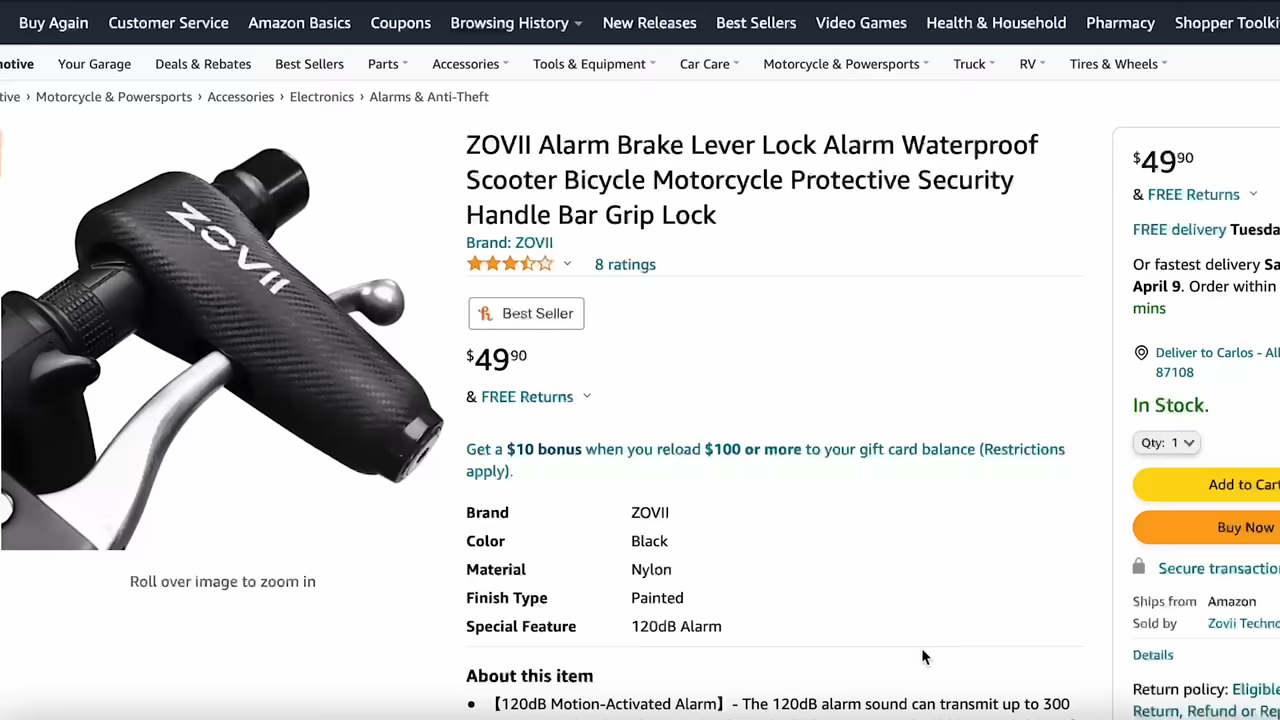 Buy Again Customer Service Amazon Basics Coupons Browsing History New Releases Best Sellers Video Games Health & Household Pharmacy Shopper
Your Garage Deals & Rebates Best Sellers Parts Accessories Tools & Equipment Car Care Motorcycle & Powersports Truck RV Tires & Wheels
› Motorcycle & Powersports › Accessories › Electronics › Alarms & Anti-Theft
ZOVII
ZOVII Alarm Brake Lever Lock Alarm Waterproof
Scooter Bicycle Motorcycle Protective Security
Handle Bar Grip Lock
Brand: ZOVII
8 ratings
Best Seller
$49.90
& FREE Returns
Get a $10 bonus when you reload $100 or more to your gift card balance (Restrictions
apply).
Brand ZOVII
Color Black
Material Nylon
Finish Type Painted
Special Feature 120dB Alarm
About this item
• 【120dB Motion-Activated Alarm】- The 120dB alarm sound can transmit up to 300
Roll over image to zoom in
$49.90
& FREE Returns
FREE delivery
Or fastest delivery
April 9. Order within
mins
Deliver to Carlos -
87108
In Stock.
Qty: 1
Add to
Buy Now
Secure
Ships from Amazon
Sold by Zovii
Details
Return policy:
Return, Refund or